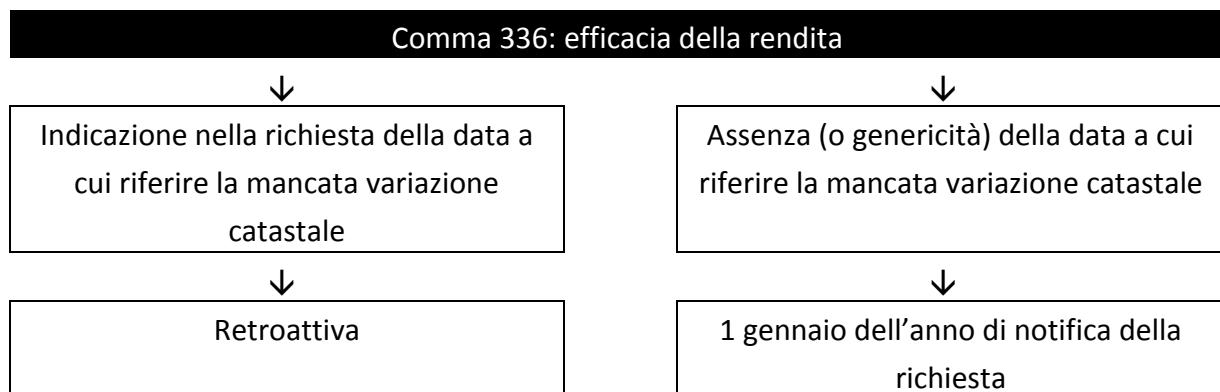 Comma 336: efficacia della rendita
↓
Indicazione nella richiesta della data a
cui riferire la mancata variazione
catastale
↓
Retroattiva
↓
Assenza (o genericità) della data a cui
riferire la mancata variazione catastale
↓
1 gennaio dell’anno di notifica della
richiesta